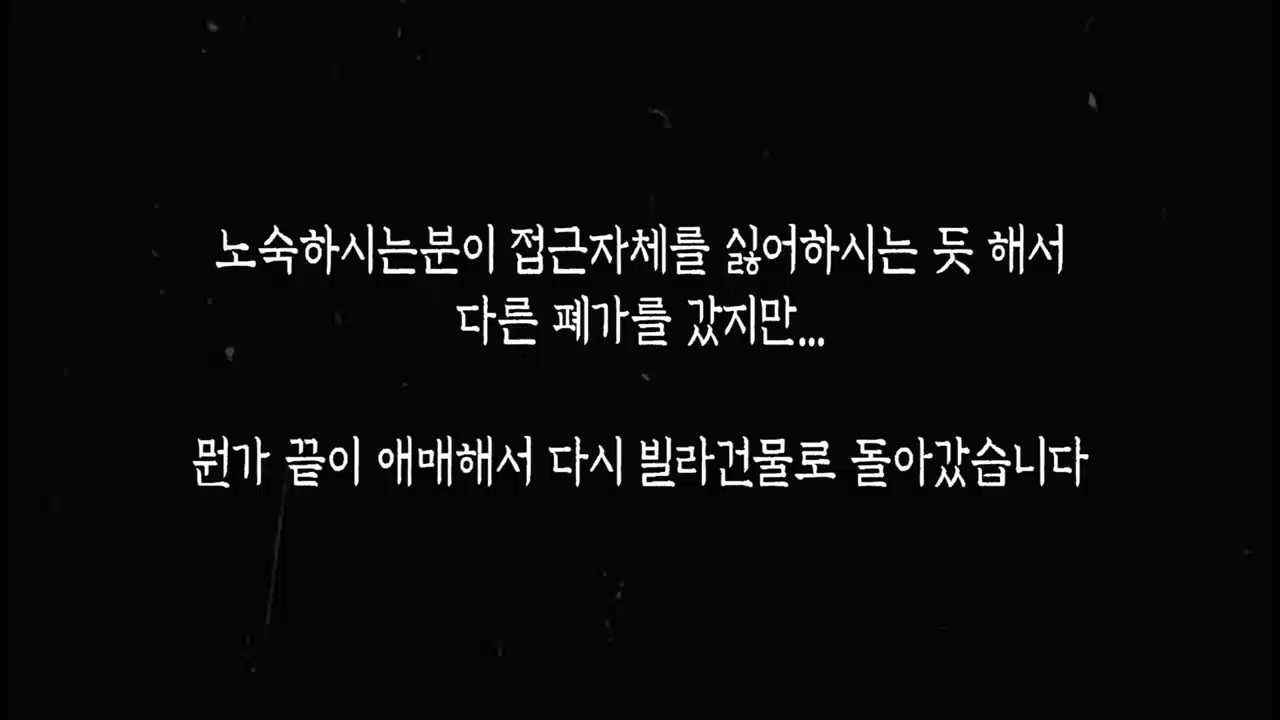 노숙하시는분이 접근자체를 싫어하시는 듯 해서
다른 폐가를 갔지만...
뭔가 끝이 애매해서 다시 빌라건물로 돌아갔습니다